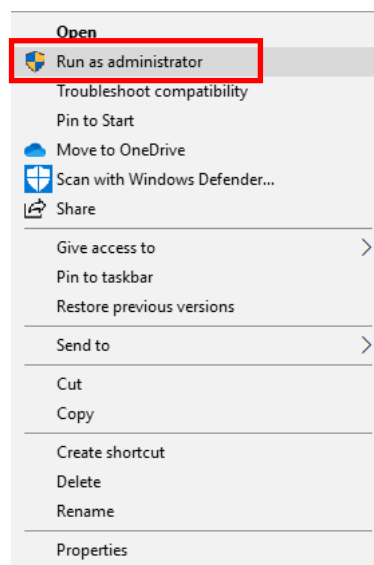 Open
Run as administrator
Troubleshoot compatibility
Pin to Start
Move to OneDrive
Scan with Windows Defender...
Share
Give access to
Pin to taskbar
Restore previous versions
Send to
Cut
Copy
Create shortcut
Delete
Rename
Properties